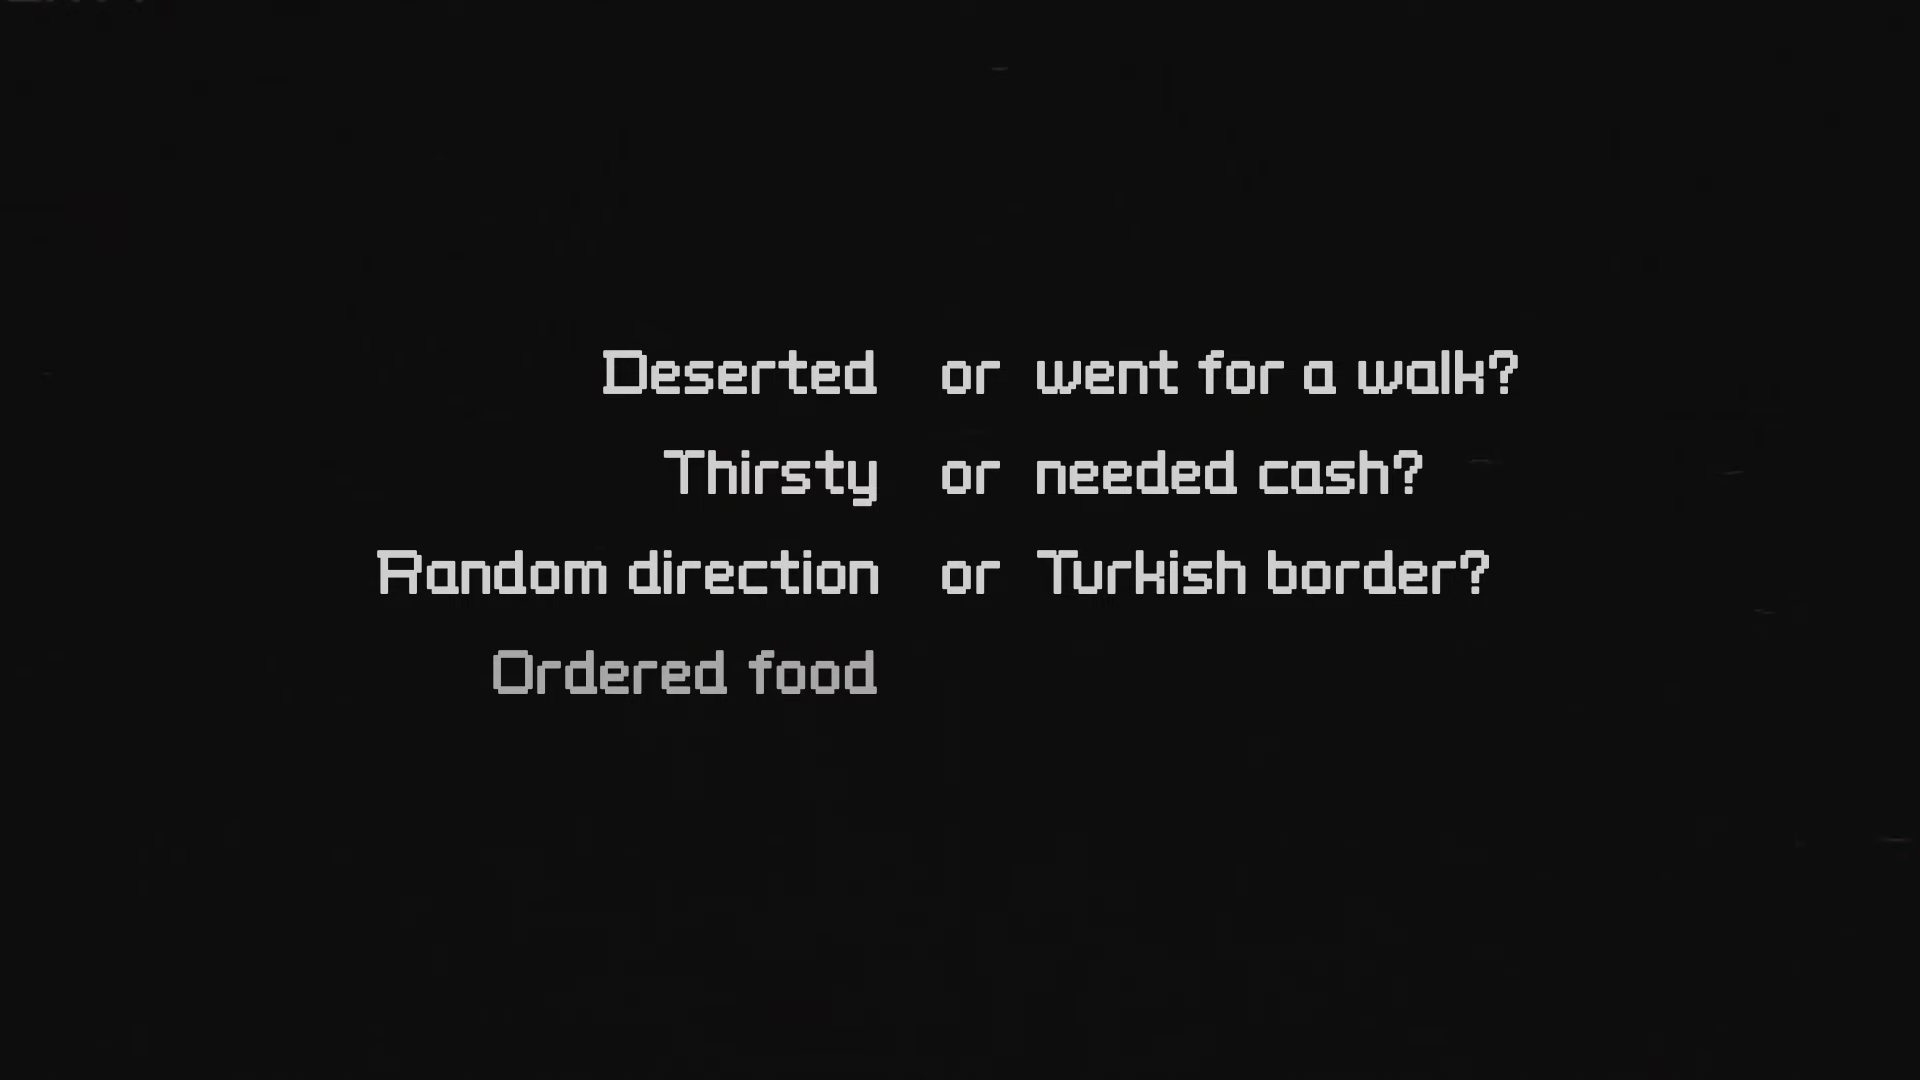 Deserted or went for a walk?
Thirsty or needed cash?
Random direction or Turkish border?
Ordered food